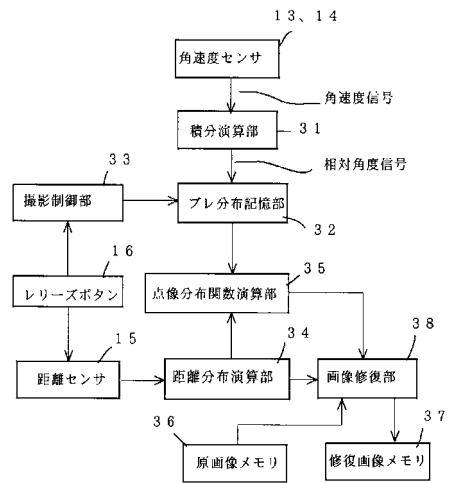 13、14
角速度センサ
角速度信号
積分演算部
31
33
相対角度信号
撮影制御部
ブレ分布記憶部
32
16
35
レリーズボタン
点像分布関数演算部
38
15
34
距離センサ
距離分布演算部
画像修復部
36
37
原画像メモリ
修復画像メモリ